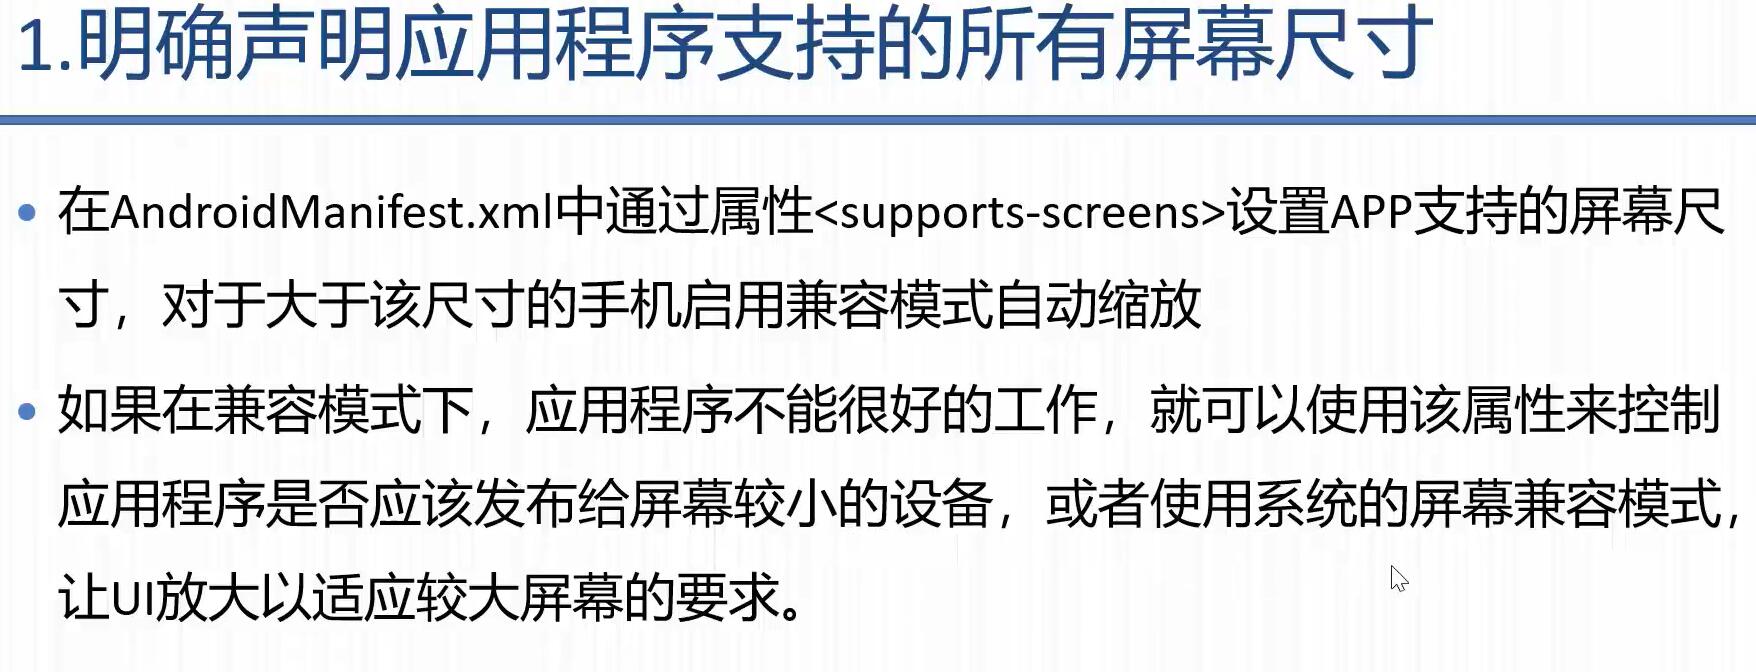 1.明确声明应用程序支持的所有屏幕尺寸
•在AndroidManifest.xml中通过属性<supports-screens>设置APP支持的屏幕尺
寸，对于大于该尺寸的手机启用兼容模式自动缩放
•如果在兼容模式下，应用程序不能很好的工作，就可以使用该属性来控制
应用程序是否应该发布给屏幕较小的设备，或者使用系统的屏幕兼容模式，
让UI放大以适应较大屏幕的要求。